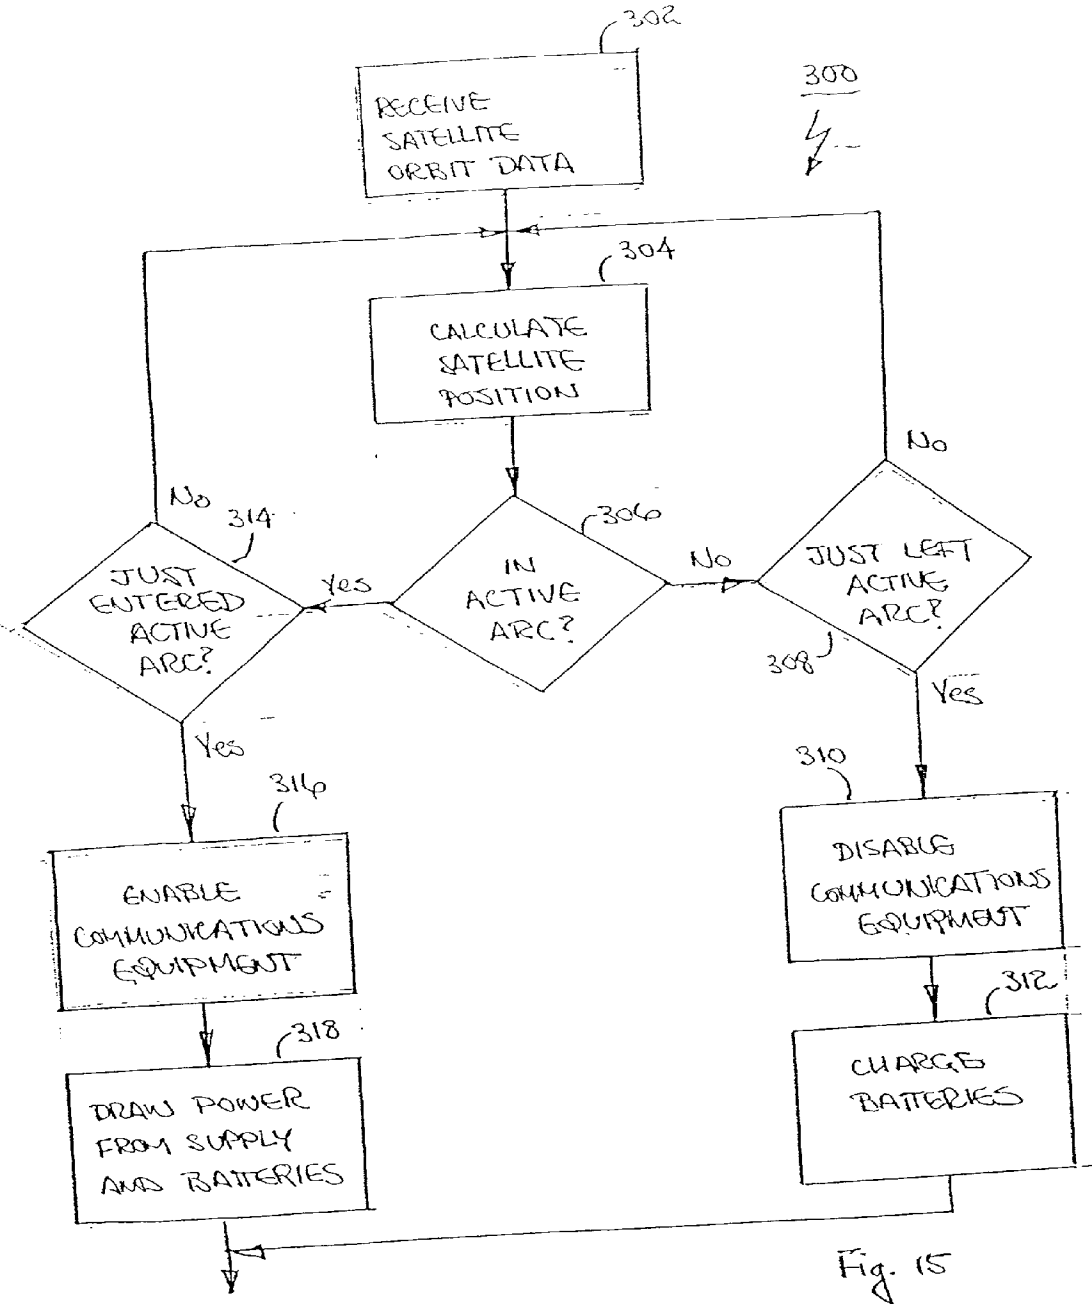 302
300
RECEIVE
SATELLITE
ORBIT DATA
304
CALCULATE
SATELLITE
POSITION
No
No
314
306
JUST
ENTERED
ACTIVE
ARC?
Yes
IN
ACTIVE
ARC?
No
JUST LEFT
ACTIVE
ARC?
308
Yes
Yes
316
310
ENABLE
COMMUNICATIONS
EQUIPMENT
DISABLE
COMMUNICATIONS
EQUIPMENT
318
312
DRAW POWER
FROM SUPPLY
AND BATTERIES
CHARGE
BATTERIES
Fig. 15